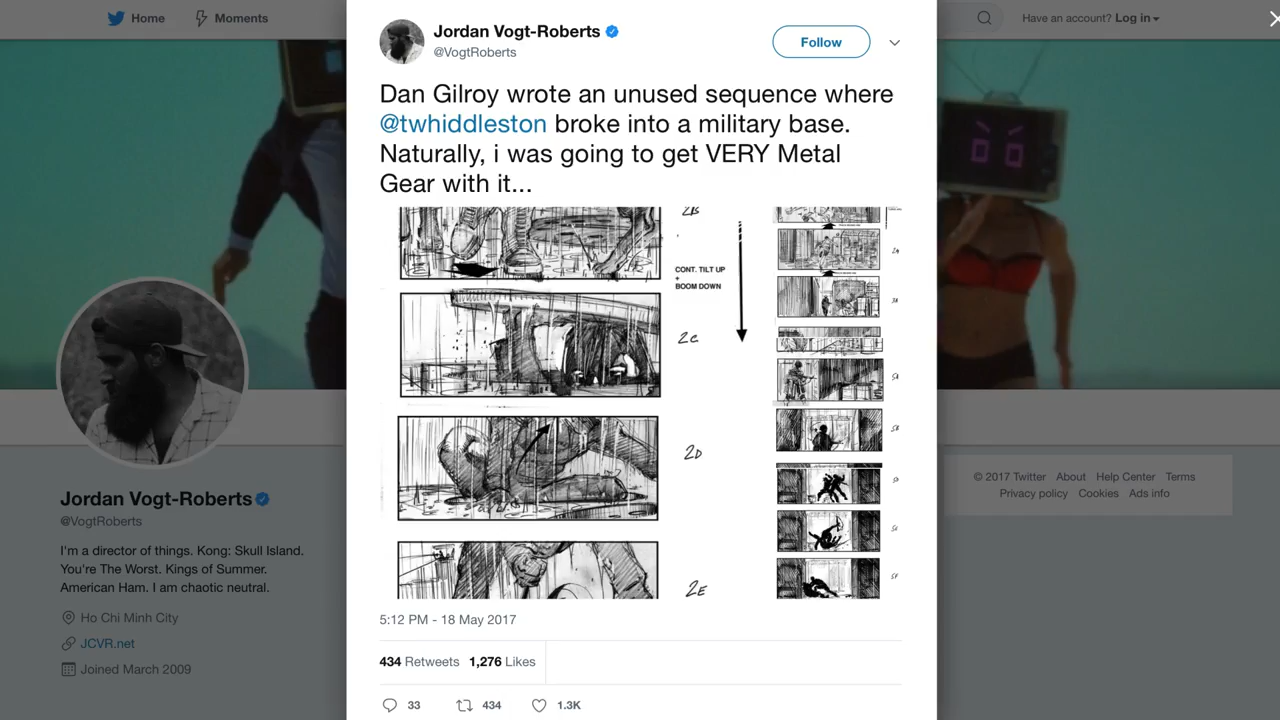 Home
Moments
Have an account? Log in
Jordan Vogt-Roberts
@VogtRoberts
Follow
Dan Gilroy wrote an unused sequence where
@twhiddleston broke into a military base.
Naturally, i was going to get VERY Metal
Gear with it...
2B
CONT. TILT UP
+
BOOM DOWN
2C
2D
2E
5:12 PM - 18 May 2017
434 Retweets 1,276 Likes
33 434 1.3K
Jordan Vogt-Roberts
@VogtRoberts
I'm a director of things. Kong: Skull Island.
You're The Worst. Kings of Summer.
American Ham. I am chaotic neutral.
Ho Chi Minh City
JCVR.net
Joined March 2009
© 2017 Twitter About Help Center Terms
Privacy policy Cookies Ads info